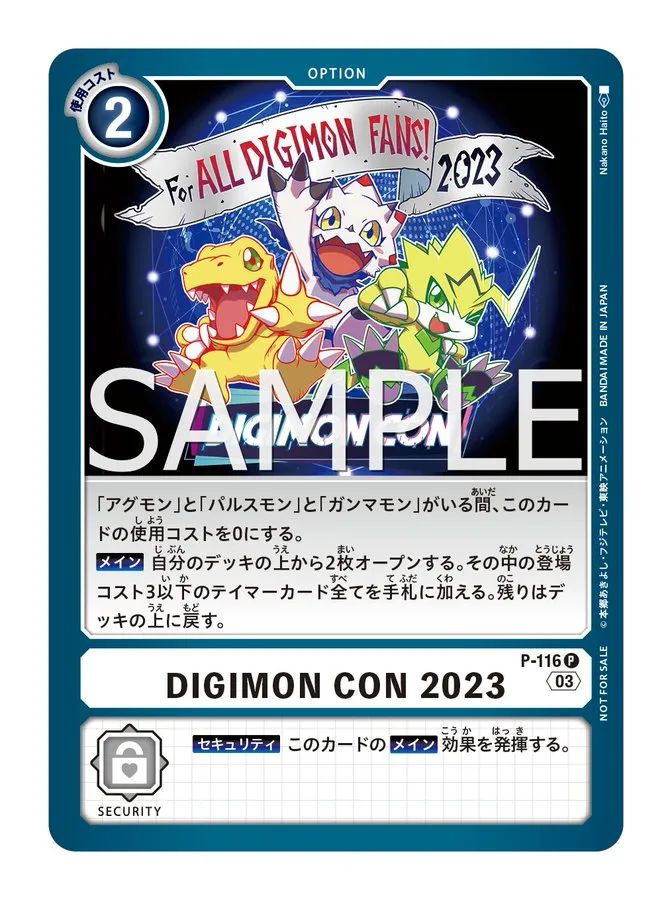 OPTION
使用コスト
2
For ALL DIGIMON FANS!
2023
SAMPLE
DIGIMON CON
「アグモン」と「パルスモン」と「ガンマモン」がいる間、このカー
ドの使用コストを0にする。
メイン 自分のデッキの上から2枚オープンする。その中の登場
コスト3以下のテイマーカード全てを手札に加える。残りはデ
ッキの上に戻す。
P-116 P
DIGIMON CON 2023
03
セキュリティ このカードの メイン 効果を発揮する。
SECURITY
Nakano Haito
©本郷あきよし・フジテレビ・東映アニメーション BANDAI MADE IN JAPAN
NOT FOR SALE